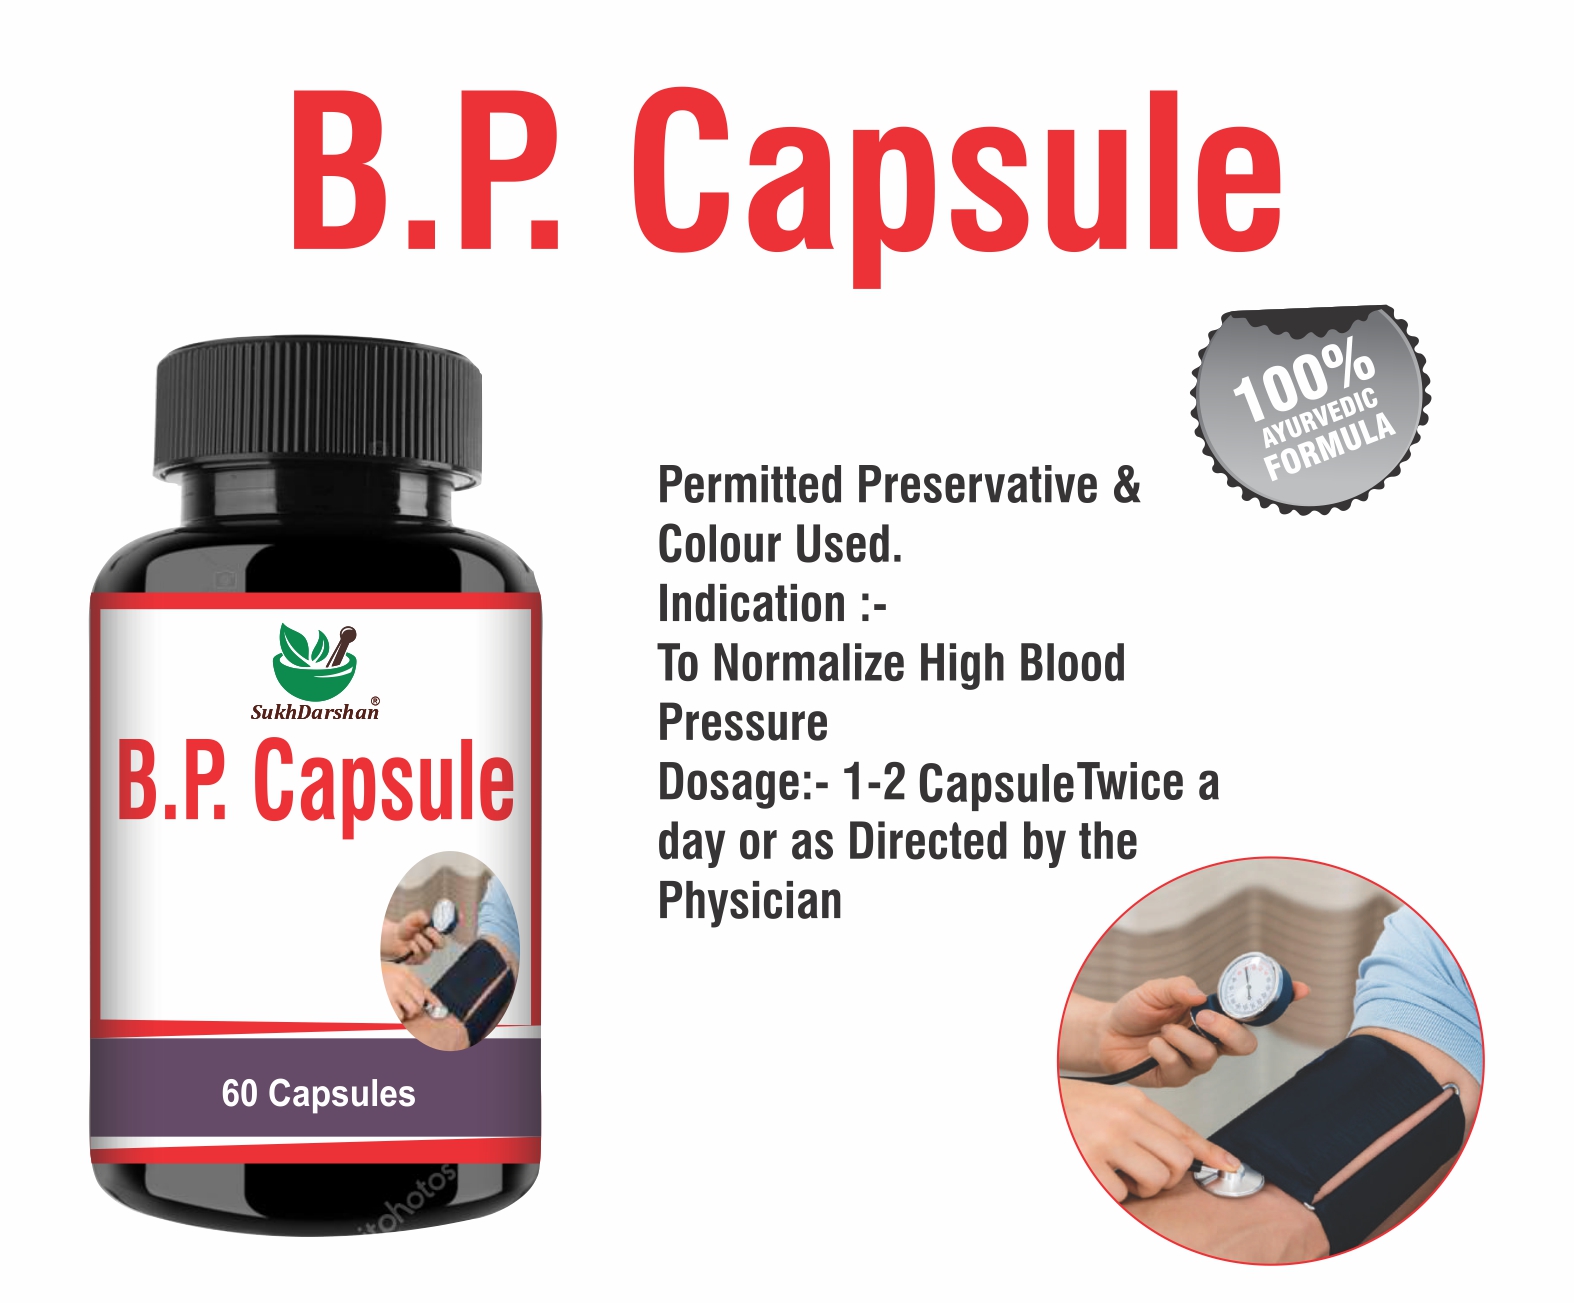 B.P. Capsule
100%
AYURVEDIC
FORMULA
Permitted Preservative &
Colour Used.
Indication :-
To Normalize High Blood
Pressure
Dosage:- 1-2 CapsuleTwice a
day or as Directed by the
Physician
SukhDarshan®
B.P. Capsule
60 Capsules